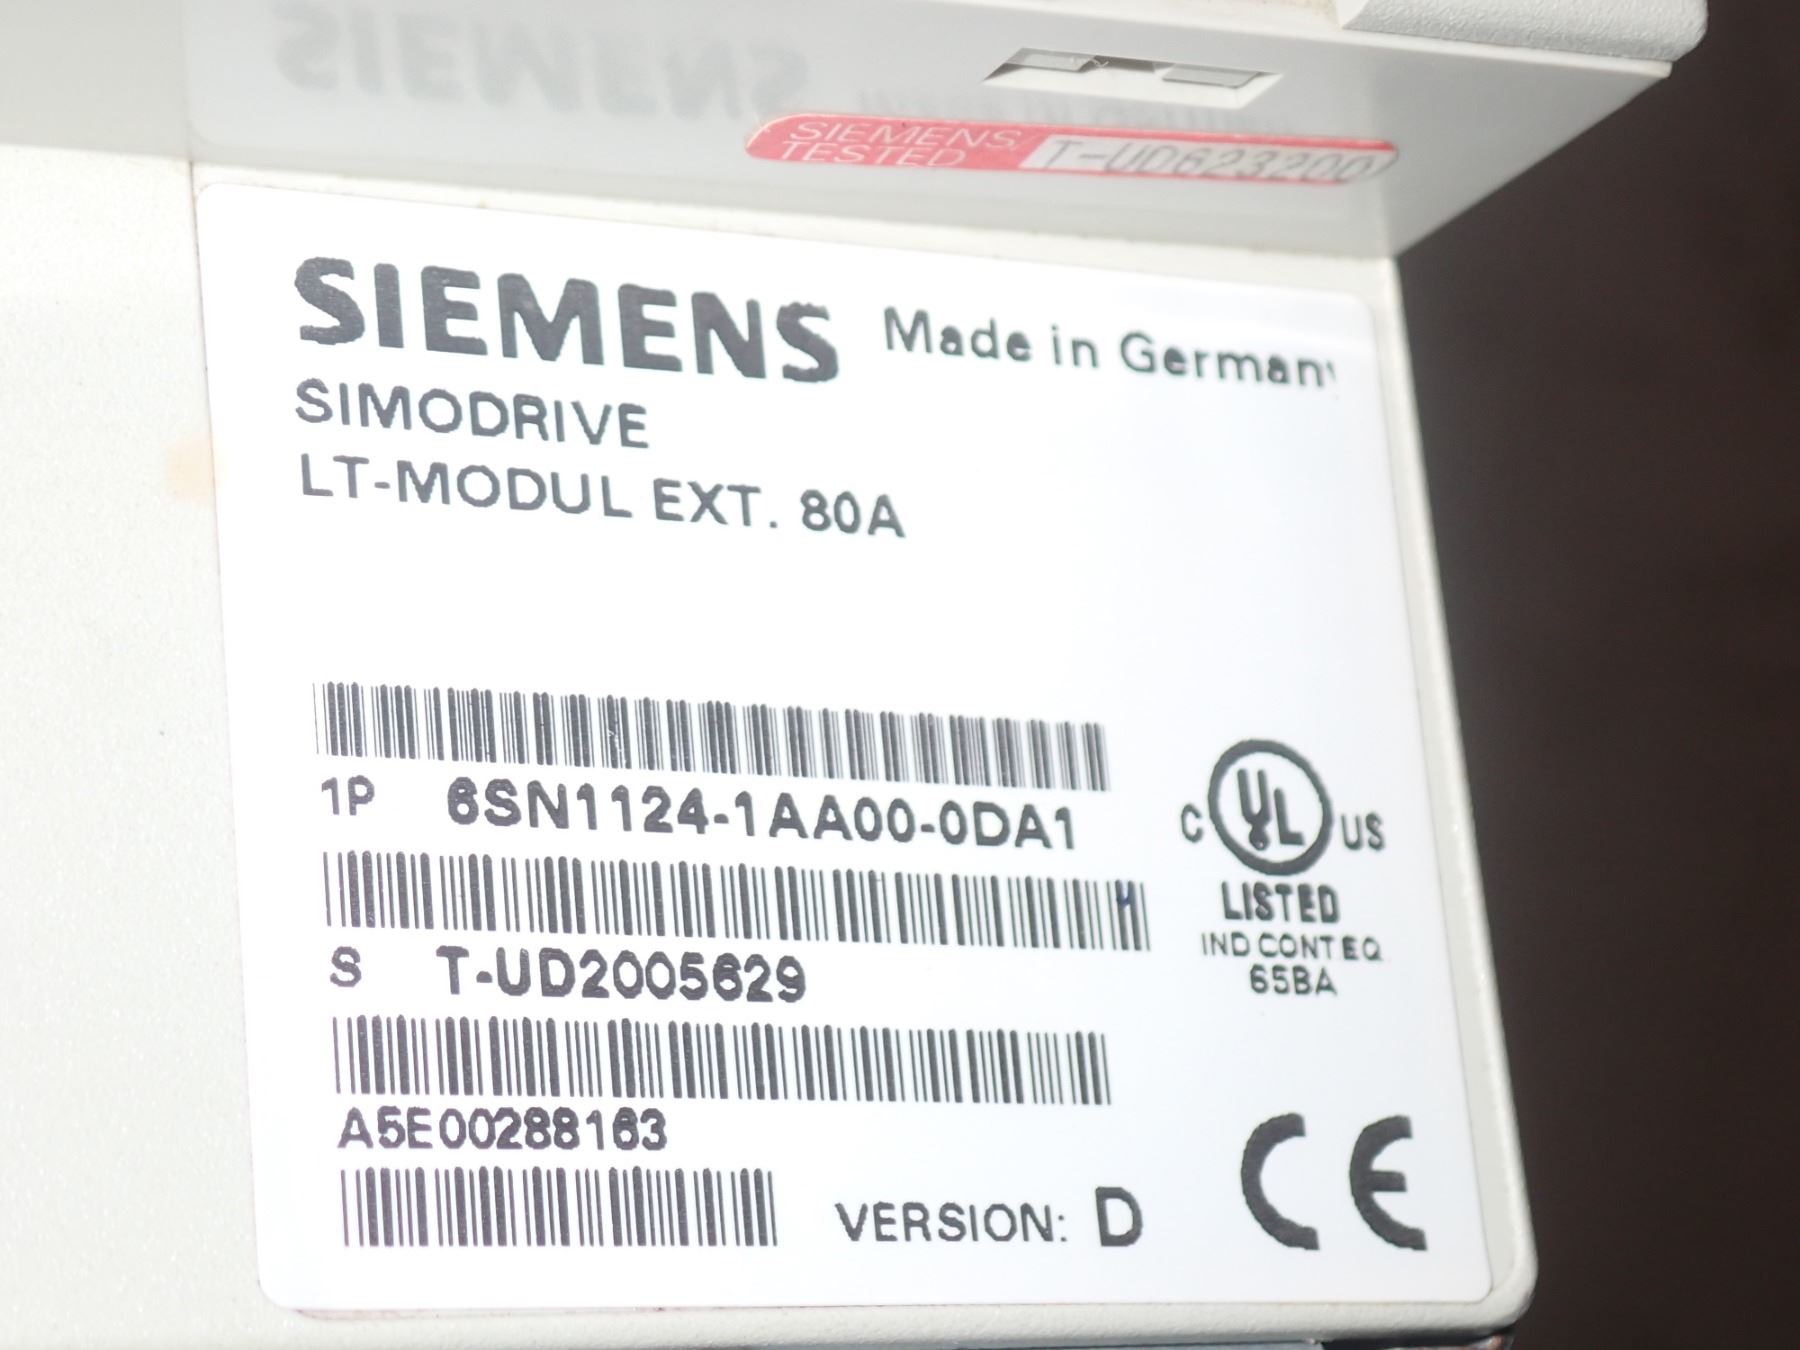 SIEMENS
TESTED
T-UD623200
SIEMENS Made in Germany
SIMODRIVE
LT-MODUL EXT. 80A
1P 6SN1124-1AA00-0DA1
S T-UD2005629
A5E00288163
VERSION: D
C UL US
LISTED
IND CONT EQ
65BA
CE